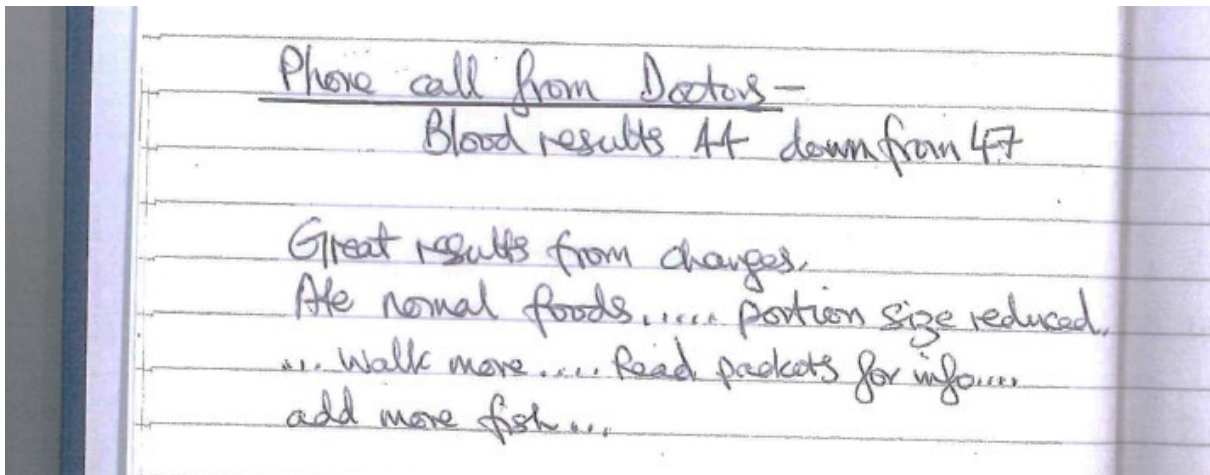 Phone call from Doctors -
Blood results 44 down from 47
Great results from changes.
Ate normal foods..... portion size reduced.
... Walk more.... Read packets for info....
add more fish...